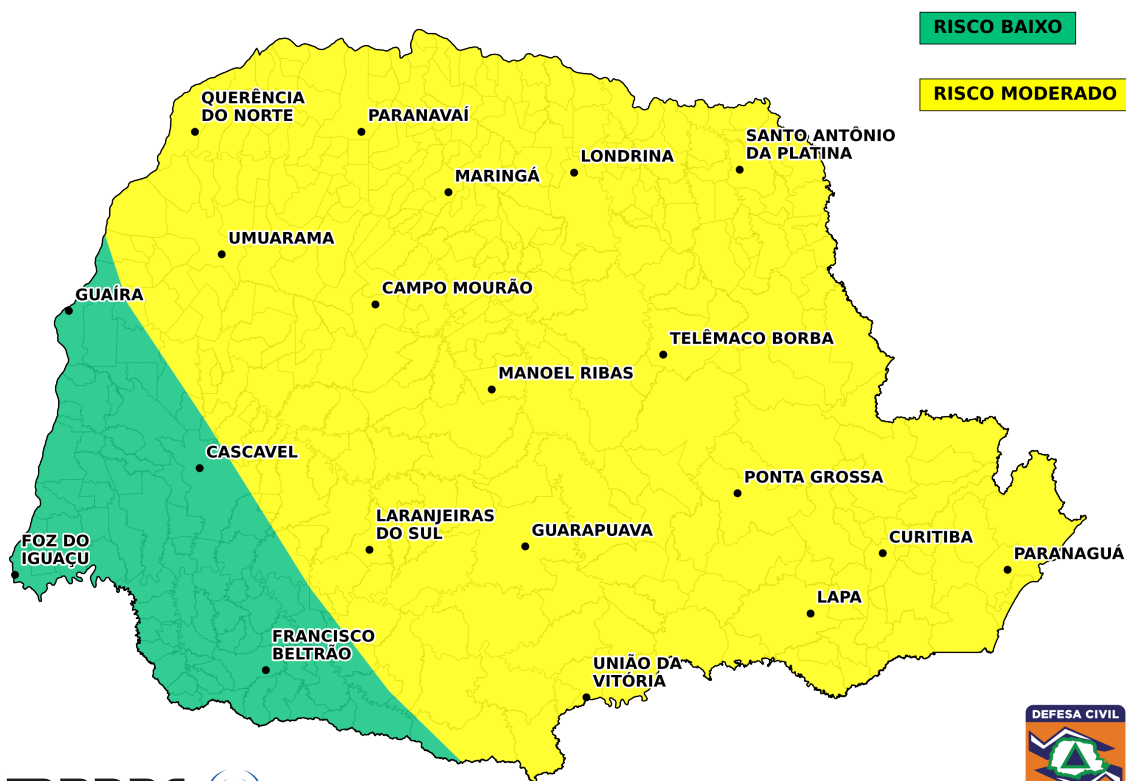 RISCO BAIXO
RISCO MODERADO
QUERÊNCIA
DO NORTE
PARANAVAÍ
SANTO ANTÔNIO
DA PLATINA
LONDRINA
MARINGÁ
UMUARAMA
CAMPO MOURÃO
GUAÍRA
TELÊMACO BORBA
MANOEL RIBAS
CASCAVEL
PONTA GROSSA
LARANJEIRAS
DO SUL
GUARAPUAVA
CURITIBA
FOZ DO
IGUAÇU
PARANAGUÁ
LAPA
FRANCISCO
BELTRÃO
UNIÃO DA
VITÓRIA
DEFESA CIVIL